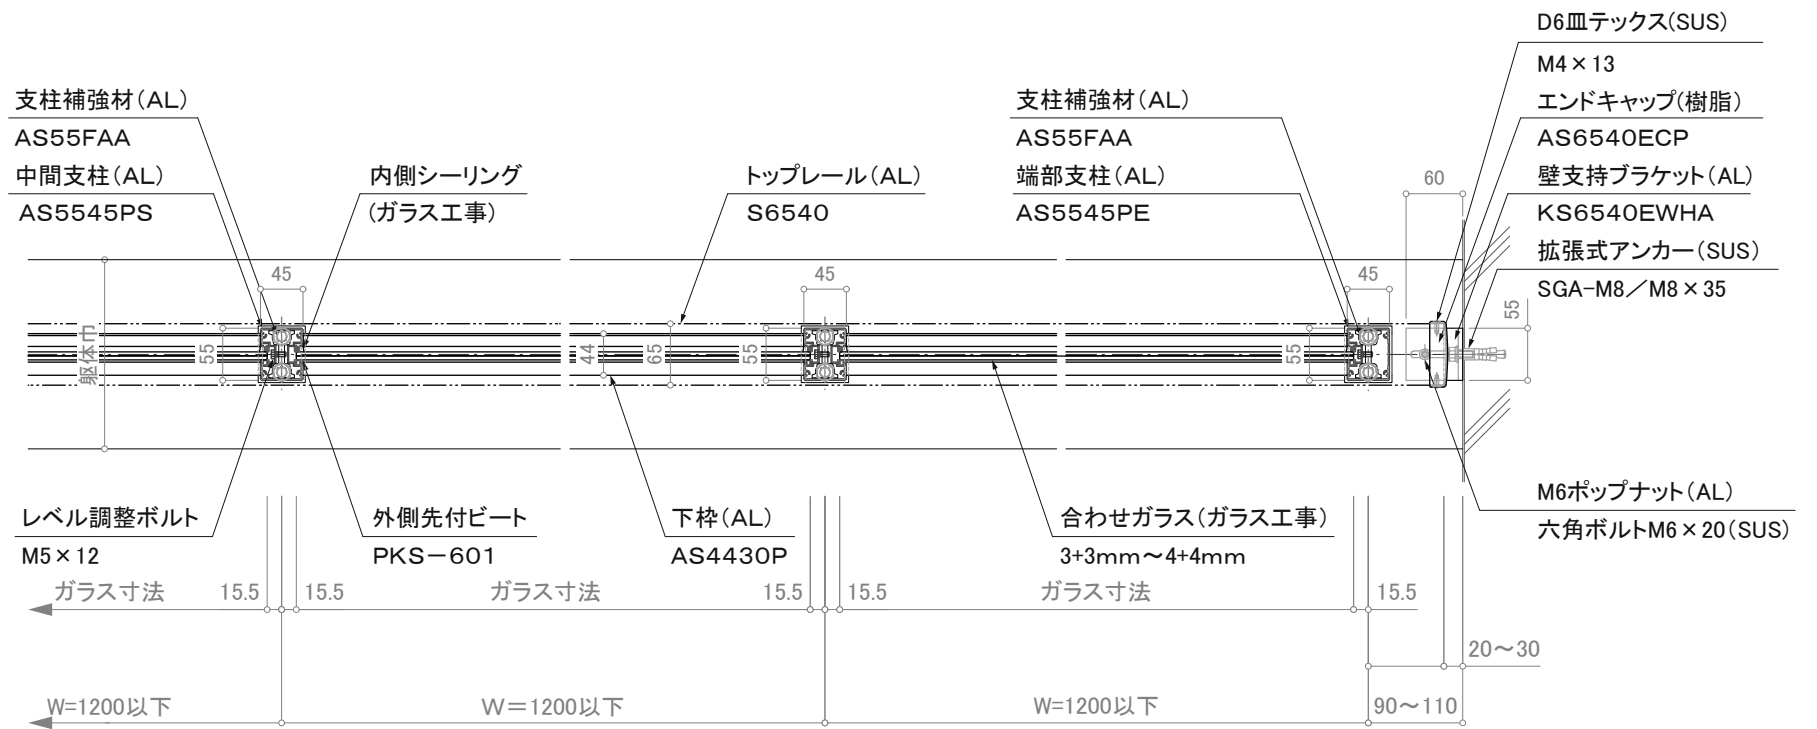 D6皿テックス(SUS)
M4×13
支柱補強材(AL)
AS55FAA
中間支柱(AL)
AS5545PS
内側シーリング
(ガラス工事)
トップレール(AL)
S6540
支柱補強材(AL)
AS55FAA
端部支柱(AL)
AS5545PE
エンドキャップ(樹脂)
AS6540ECP
壁支持ブラケット(AL)
KS6540EWHA
拡張式アンカー(SUS)
SGA-M8/M8×35
60
45
45
45
55
躯体巾
55
44
65
55
55
レベル調整ボルト
M5×12
外側先付ビート
PKS-601
下枠(AL)
AS4430P
合わせガラス(ガラス工事)
3+3mm~4+4mm
M6ポップナット(AL)
六角ボルトM6×20(SUS)
ガラス寸法
15.5
15.5
ガラス寸法
15.5
15.5
ガラス寸法
15.5
20~30
W=1200以下
W=1200以下
W=1200以下
90~110